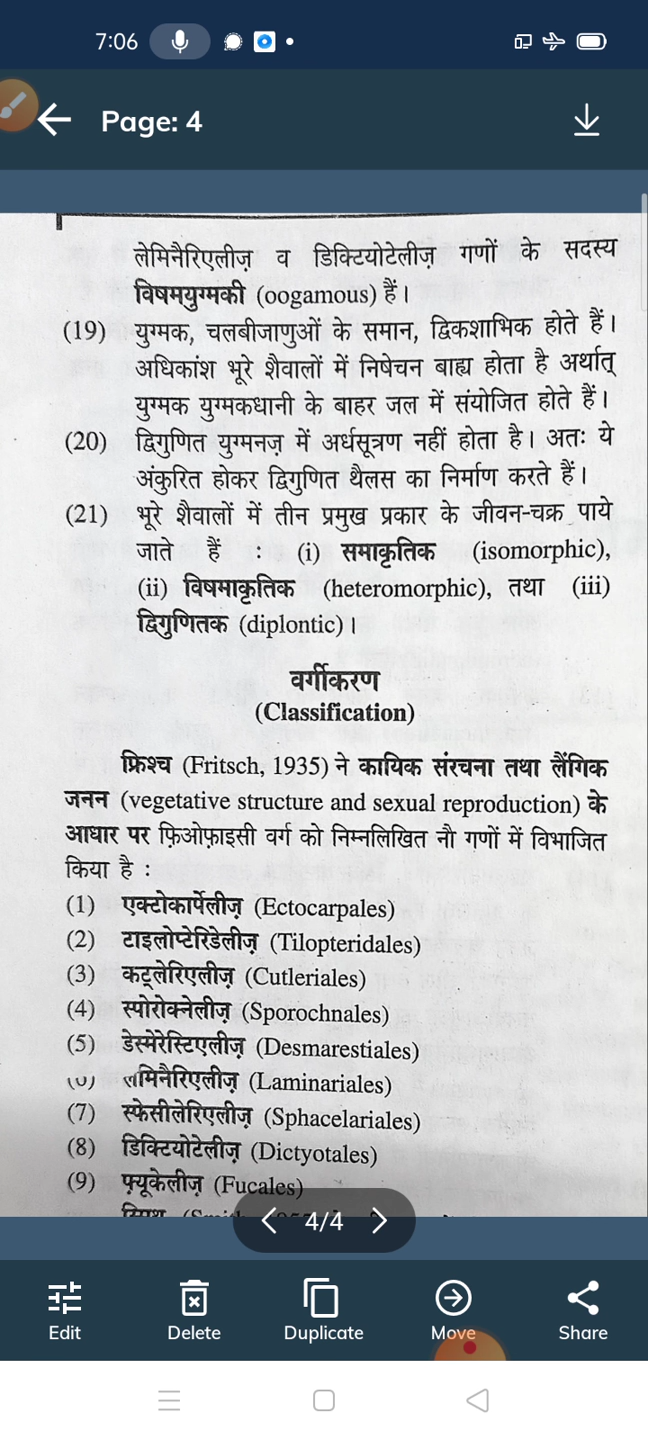 7:06
Page: 4
लेमिनैरिएलीज़ व डिक्टियोटेलीज़ गणों के सदस्य
विषमयुग्मकी (oogamous) हैं।
(19) युग्मक, चलबीजाणुओं के समान, द्विकशाभिक होते हैं।
अधिकांश भूरे शैवालों में निषेचन बाह्य होता है अर्थात्
युग्मक युग्मकधानी के बाहर जल में संयोजित होते हैं।
(20) द्विगुणित युग्मनज़ में अर्धसूत्रण नहीं होता है। अतः ये
अंकुरित होकर द्विगुणित थैलस का निर्माण करते हैं।
(21) भूरे शैवालों में तीन प्रमुख प्रकार के जीवन-चक्र पाये
जाते हैं : (i) समाकृतिक (isomorphic),
(ii) विषमाकृतिक (heteromorphic), तथा (iii)
द्विगुणितक (diplontic)।
वर्गीकरण
(Classification)
फ्रिश्च (Fritsch, 1935) ने कायिक संरचना तथा लैंगिक
जनन (vegetative structure and sexual reproduction) के
आधार पर फ़िओफ़ाइसी वर्ग को निम्नलिखित नौ गणों में विभाजित
किया है :
(1) एक्टोकार्पेलीज़ (Ectocarpales)
(2) टाइलोप्टेरिडेलीज़ (Tilopteridales)
(3) कट्लेरिएलीज़ (Cutleriales)
(4) स्पोरोक्नेलीज़ (Sporochnales)
(5) डेस्मेरेस्टिएलीज़ (Desmarestiales)
(6) लेमिनैरिएलीज़ (Laminariales)
(7) स्फेसीलेरिएलीज़ (Sphacelariales)
(8) डिक्टियोटेलीज़ (Dictyotales)
(9) फ़्यूकेलीज़ (Fucales)
4/4
Edit Delete Duplicate Move Share